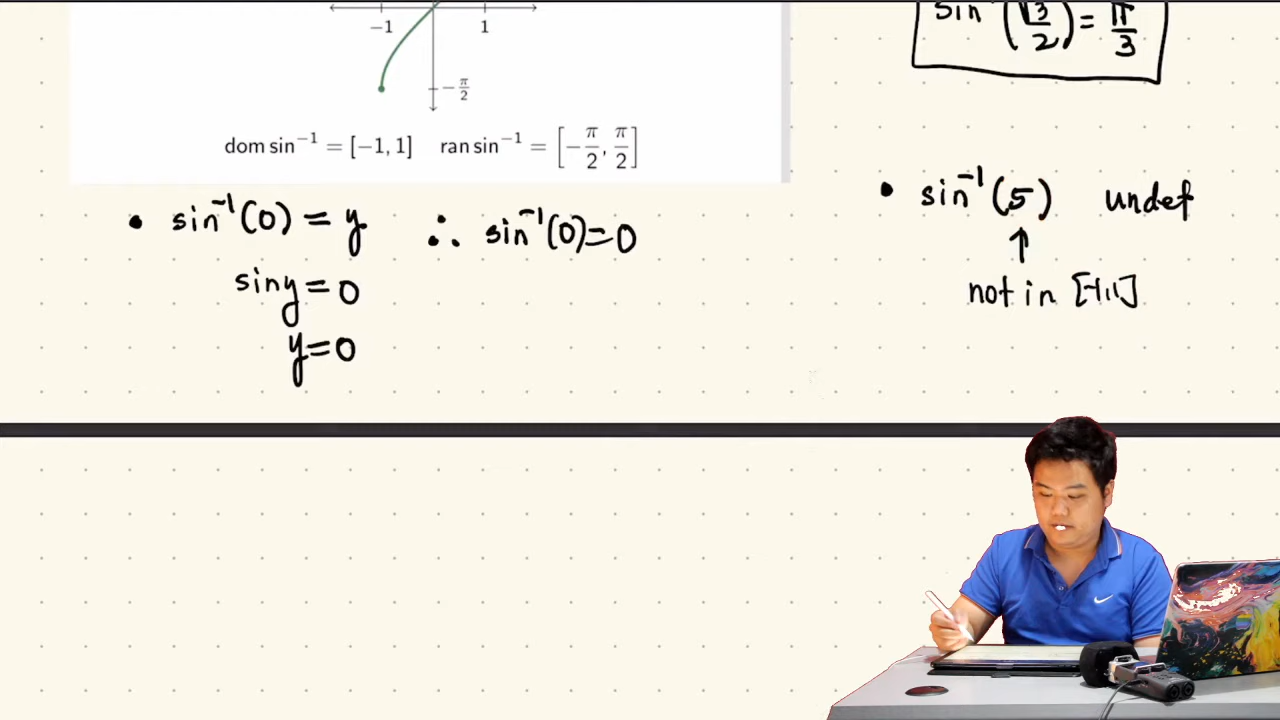 −1 1
−π/2
dom sin⁻¹ = [−1, 1] ran sin⁻¹ = [−π/2, π/2]
sin (√3/2) = π/3
• sin⁻¹(0) = y ∴ sin⁻¹(0)=0
sin y = 0
y = 0
• sin⁻¹(5) undef
↑
not in [-1,1]